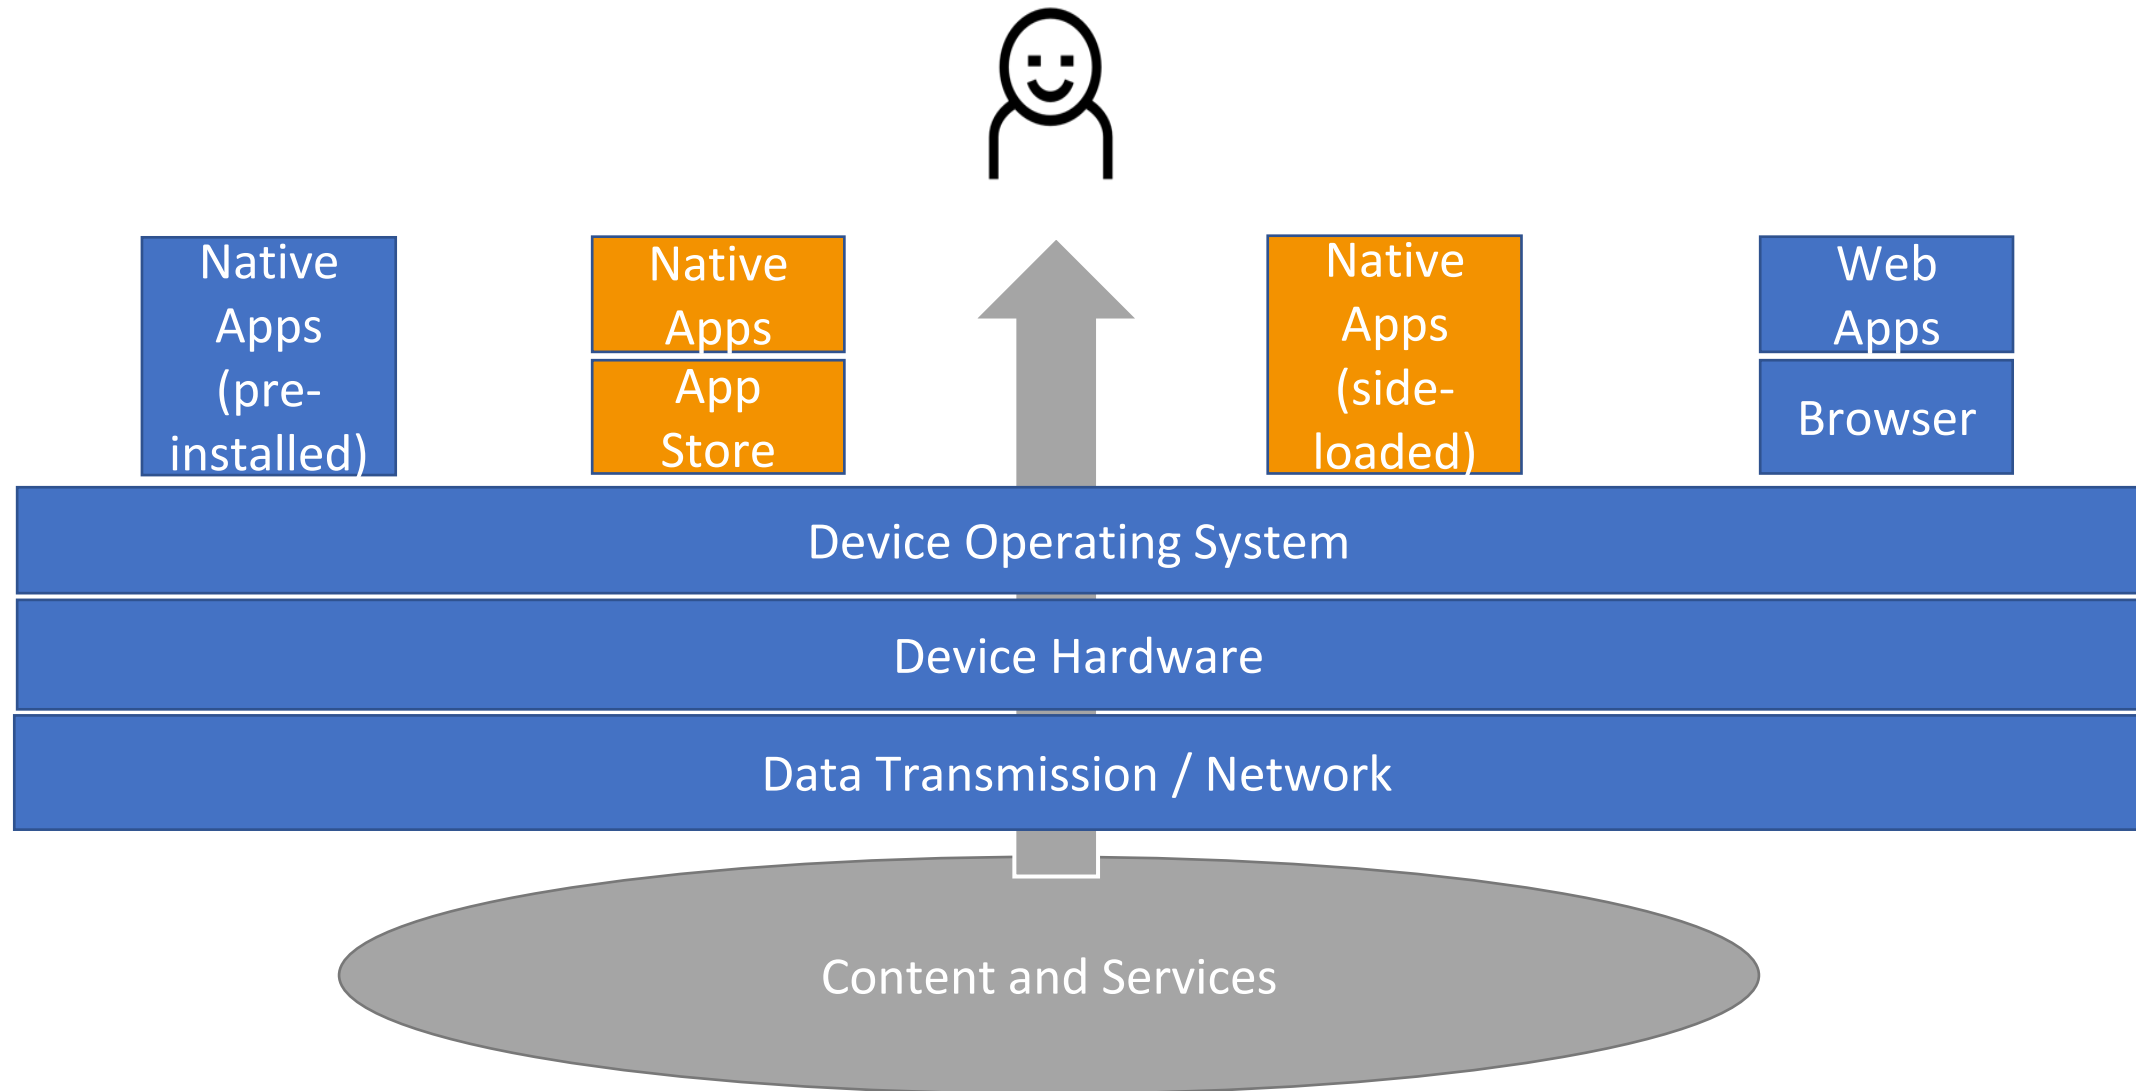 Native
Apps
(pre-
installed)
Native
Apps
App
Store
Native
Apps
(side-
loaded)
Web
Apps
Browser
Device Operating System
Device Hardware
Data Transmission / Network
Content and Services